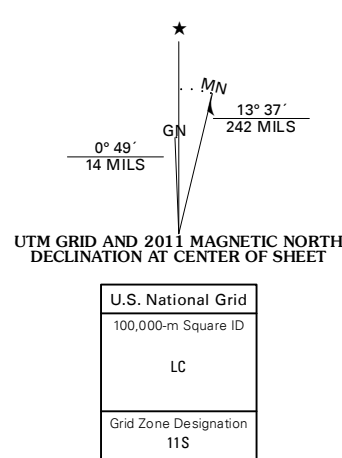 ★
MN
GN
13° 37´
242 MILS
0° 49´
14 MILS
UTM GRID AND 2011 MAGNETIC NORTH
DECLINATION AT CENTER OF SHEET
U.S. National Grid
100,000-m Square ID
LC
Grid Zone Designation
11S